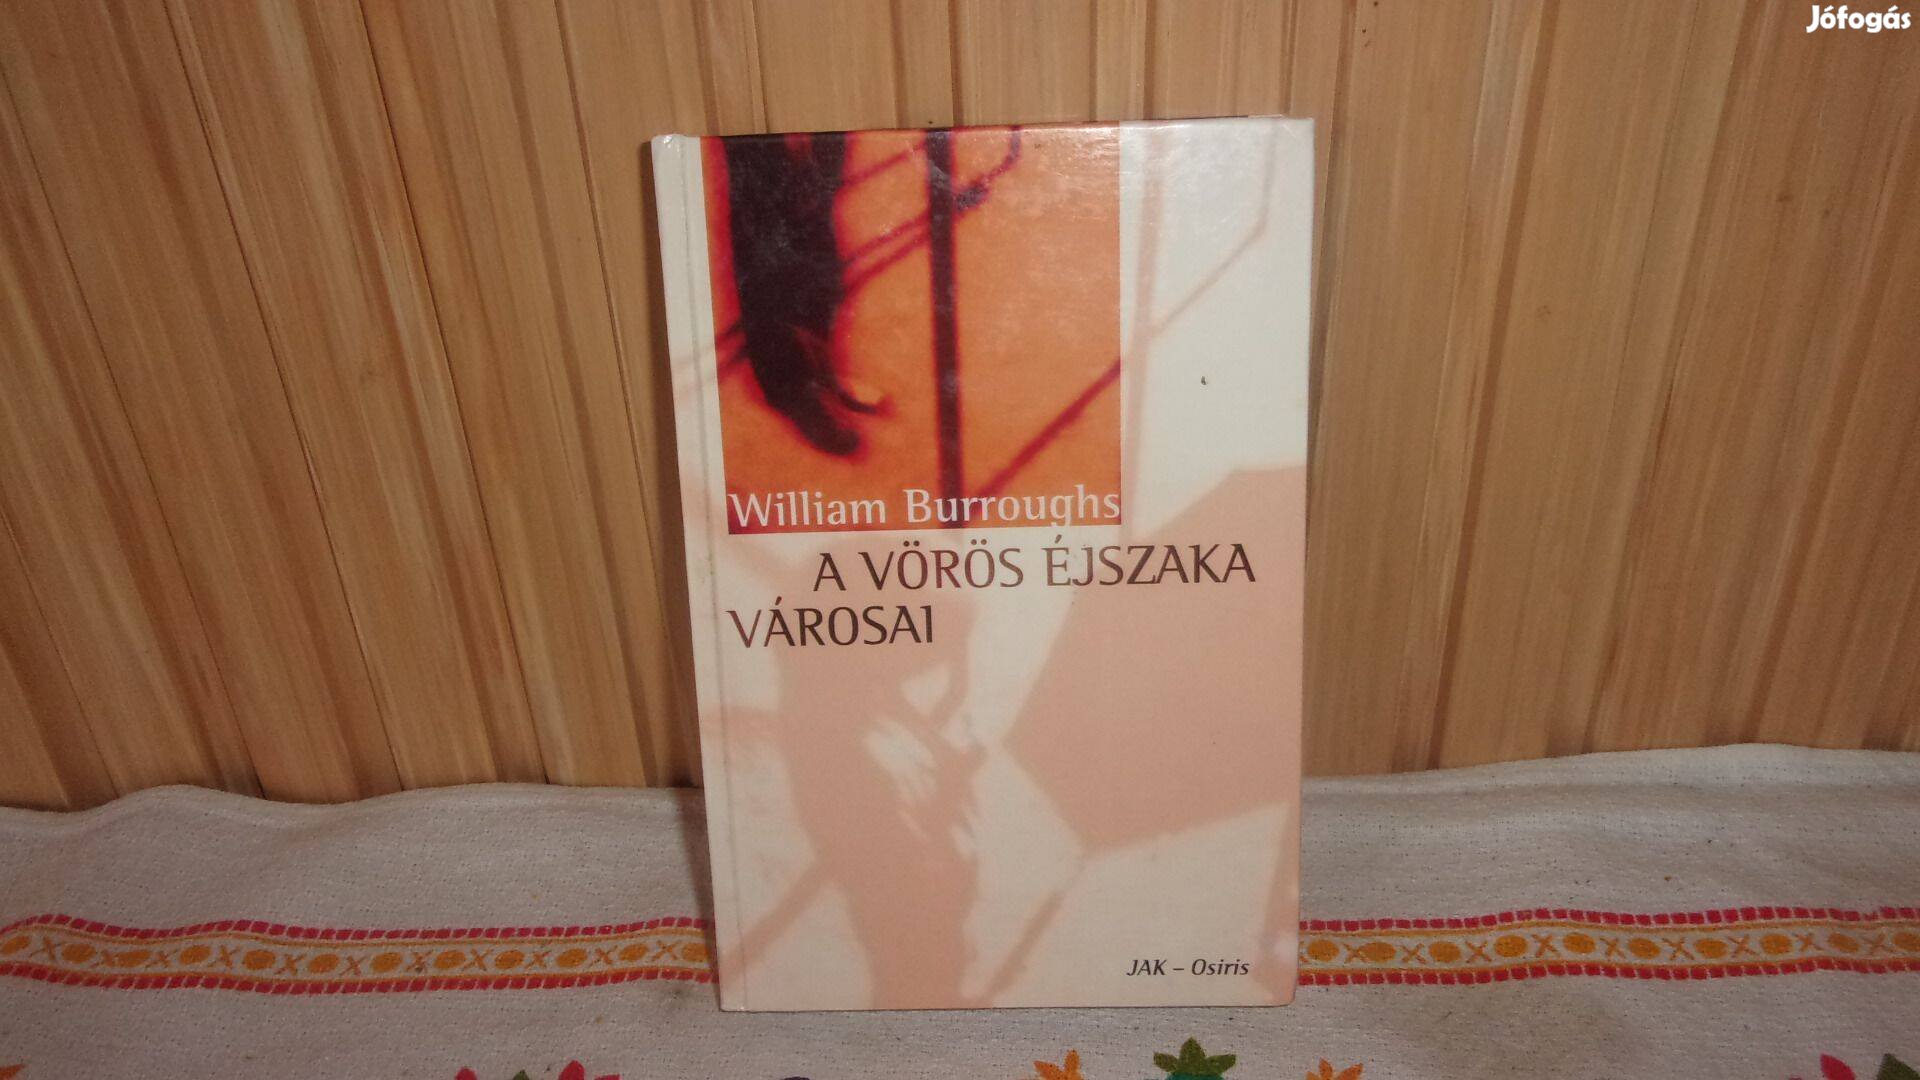 Jófogás
William Burroughs
A VÖRÖS ÉJSZAKA
VÁROSAI
JAK – Osiris